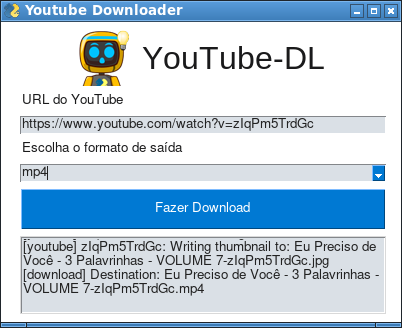 Youtube Downloader
YouTube-DL
URL do YouTube
https://www.youtube.com/watch?v=zIqPm5TrdGc
Escolha o formato de saída
mp4
Fazer Download
[youtube] zIqPm5TrdGc: Writing thumbnail to: Eu Preciso de
Você - 3 Palavrinhas - VOLUME 7-zIqPm5TrdGc.jpg
[download] Destination: Eu Preciso de Você - 3 Palavrinhas -
VOLUME 7-zIqPm5TrdGc.mp4